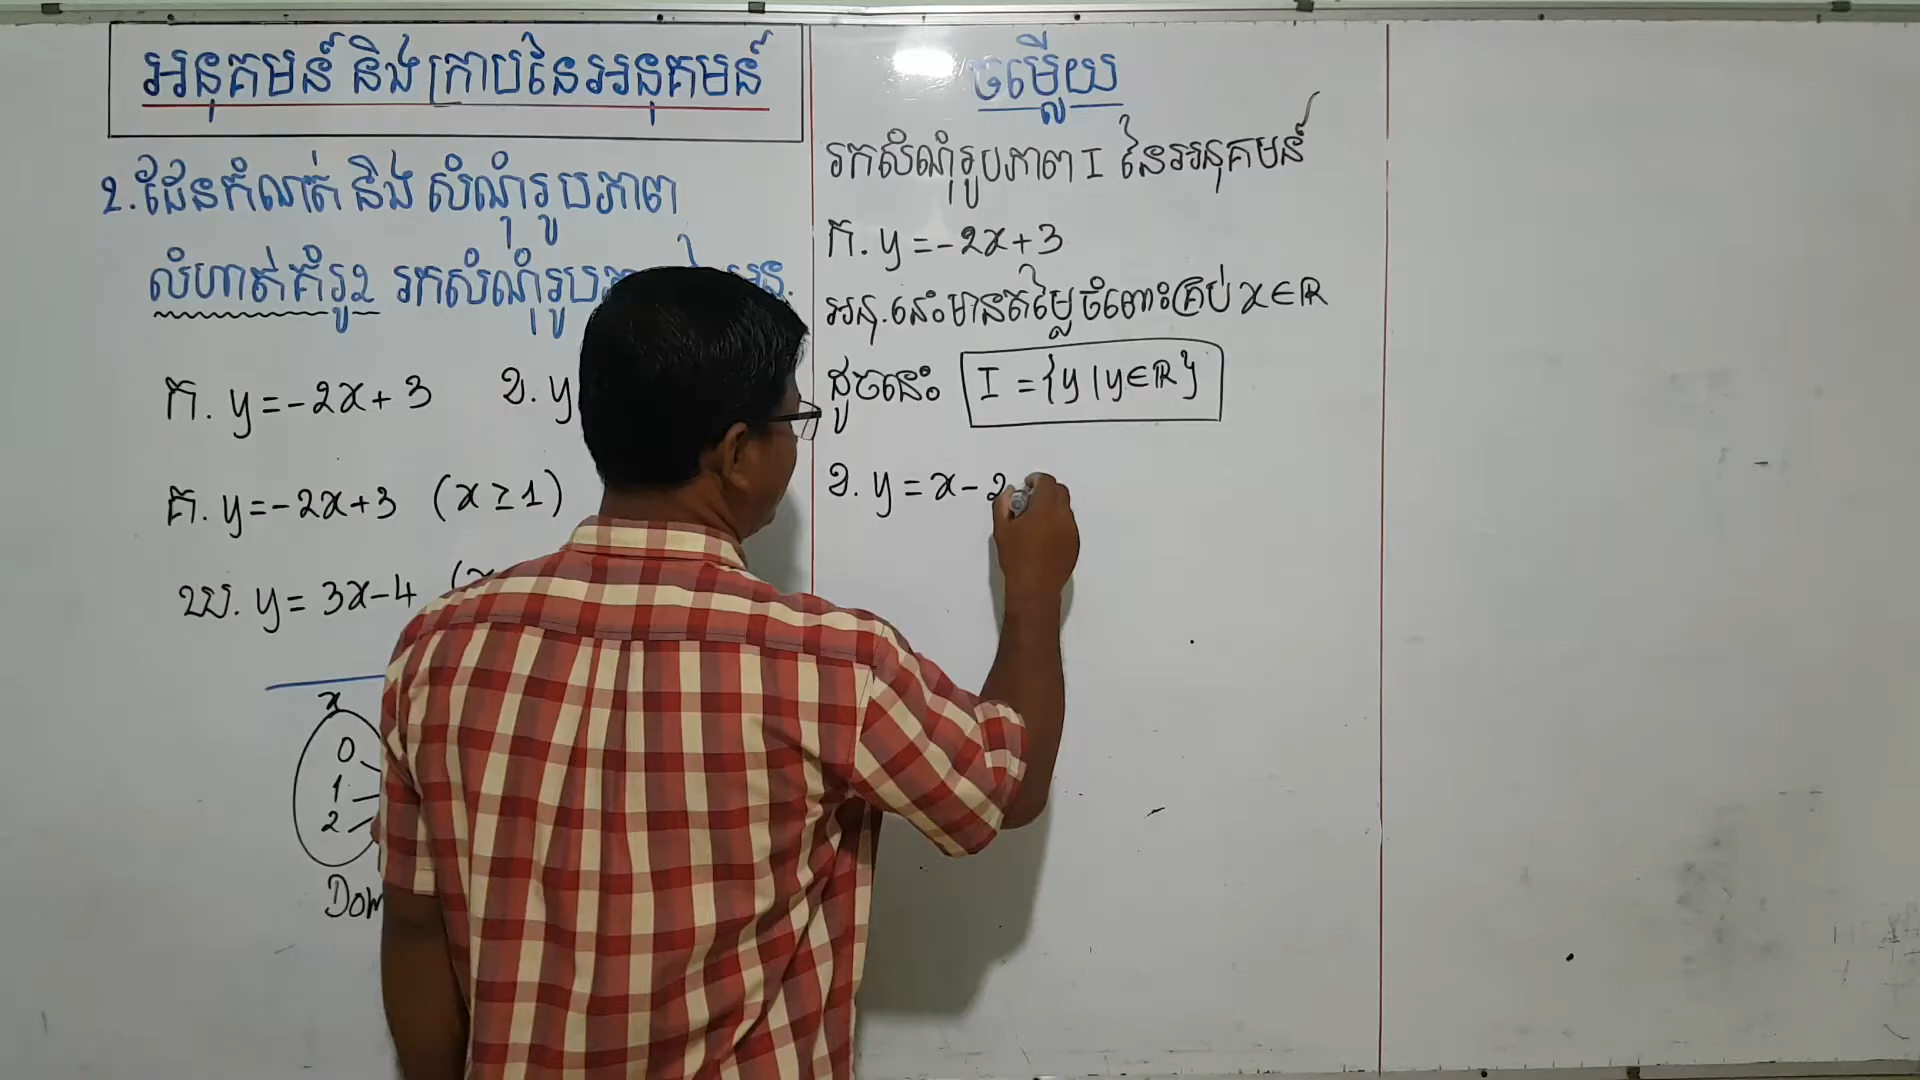 អនុគមន៍ និង ក្រាបនៃអនុគមន៍
2. ដែនកំណត់ និង សំណុំរូបភាព
លំហាត់គំរូ2 រកសំណុំរូប អនុ.
ក. y = -2x + 3 ខ. y
គ. y = -2x + 3 (x ≥ 1)
ឃ. y = 3x - 4 (x
x
0
1
2
Dom
ចម្លើយ
រកសំណុំរូបភាព I នៃអនុគមន៍
ក. y = -2x + 3
អនុ. នេះមានតម្លៃចំពោះគ្រប់ x ∈ ℝ
ដូចនេះ I = {y | y ∈ ℝ}
ខ. y = x - 2